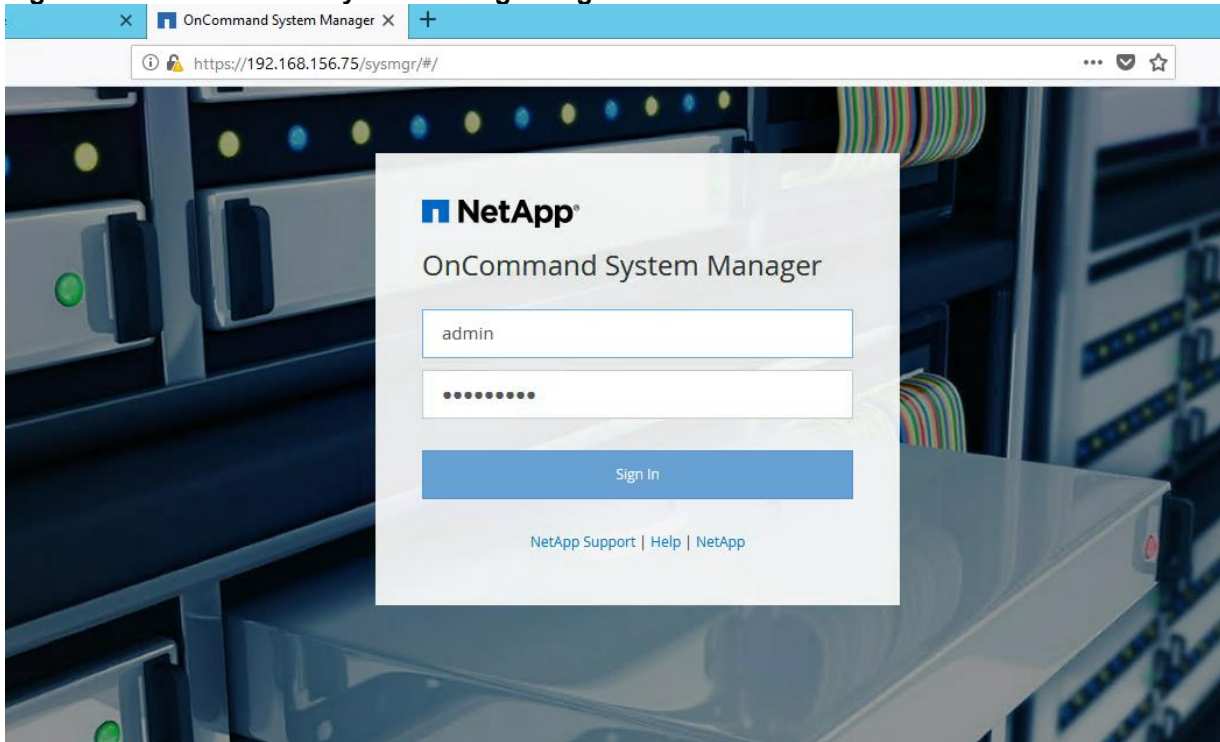 OnCommand System Manager
https://192.168.156.75/sysmgr/#/
NetApp
OnCommand System Manager
admin
•••••••••
Sign In
NetApp Support | Help | NetApp